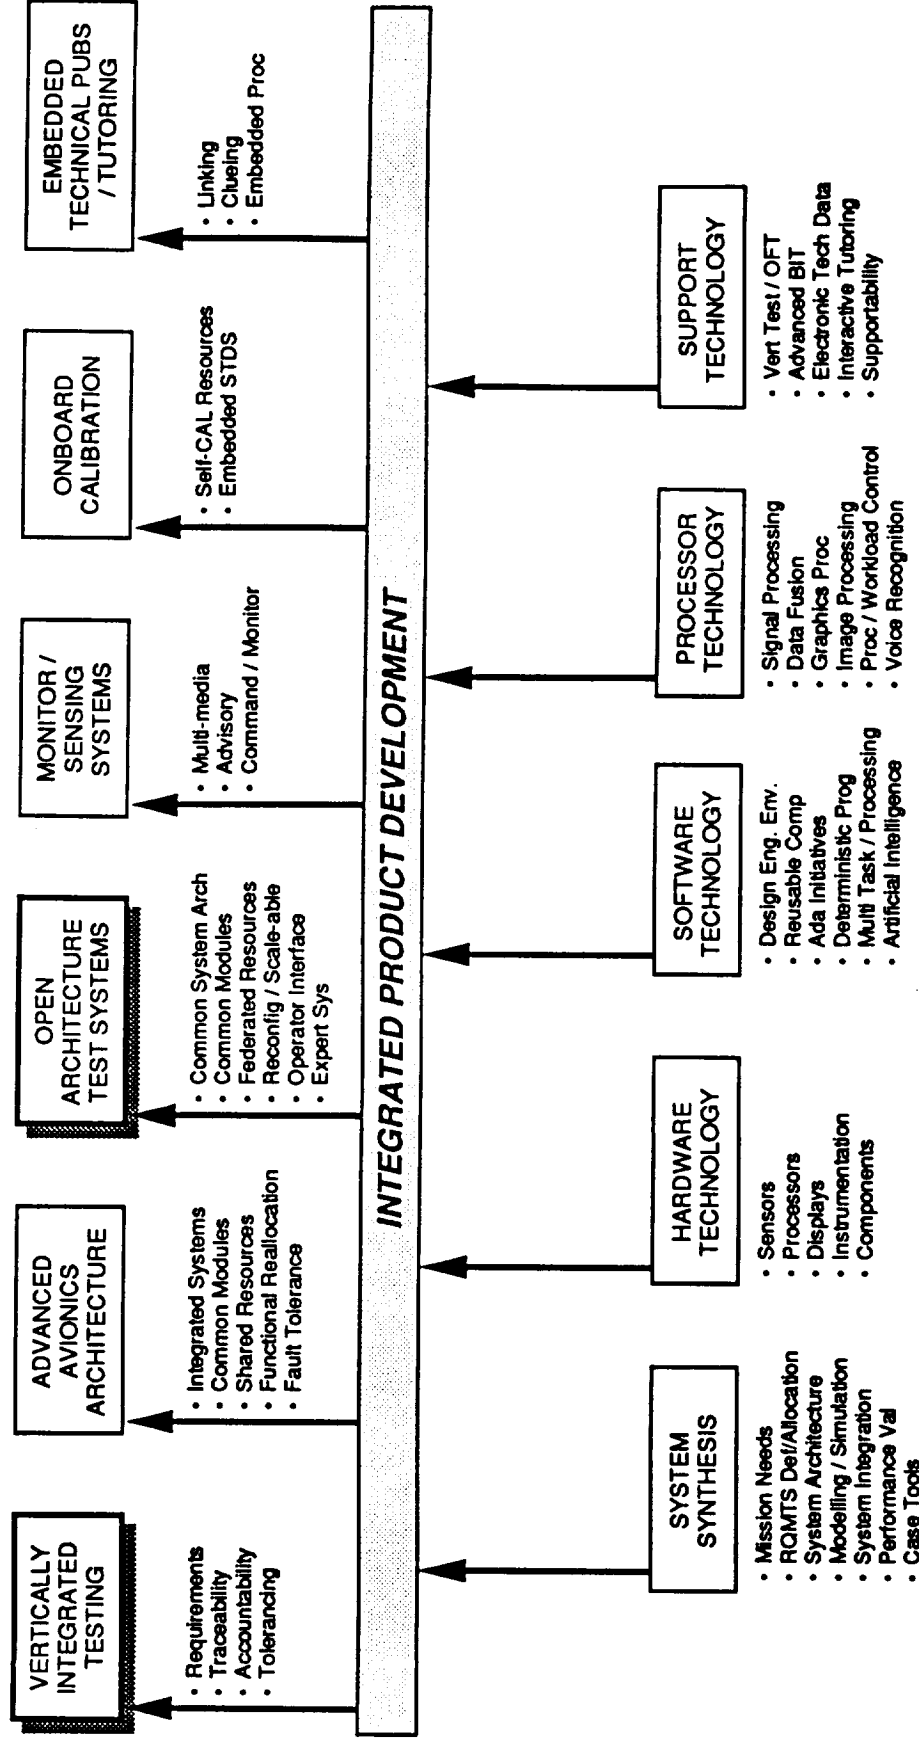 VERTICALLY
INTEGRATED
TESTING
• Requirements
• Traceability
• Accountability
• Tolerancing
ADVANCED
AVIONICS
ARCHITECTURE
• Integrated Systems
• Common Modules
• Shared Resources
• Functional Reallocation
• Fault Tolerance
OPEN
ARCHITECTURE
TEST SYSTEMS
• Common System Arch
• Common Modules
• Federated Resources
• Reconfig / Scale-able
• Operator Interface
• Expert Sys
MONITOR /
SENSING
SYSTEMS
• Multi-media
• Advisory
• Command / Monitor
ONBOARD
CALIBRATION
• Self-CAL Resources
• Embedded STDS
EMBEDDED
TECHNICAL PUBS
/ TUTORING
• Linking
• Clueing
• Embedded Proc
INTEGRATED PRODUCT DEVELOPMENT
SYSTEM
SYNTHESIS
• Mission Needs
• RQMTS Def/Allocation
• System Architecture
• Modelling / Simulation
• System Integration
• Performance Val
• Case Tools
HARDWARE
TECHNOLOGY
• Sensors
• Processors
• Displays
• Instrumentation
• Components
SOFTWARE
TECHNOLOGY
• Design Eng. Env.
• Reusable Comp
• Ada Initiatives
• Deterministic Prog
• Multi Task / Processing
• Artificial Intelligence
PROCESSOR
TECHNOLOGY
• Signal Processing
• Data Fusion
• Graphics Proc
• Image Processing
• Proc / Workload Control
• Voice Recognition
SUPPORT
TECHNOLOGY
• Vert Test / OFT
• Advanced BIT
• Electronic Tech Data
• Interactive Tutoring
• Supportability